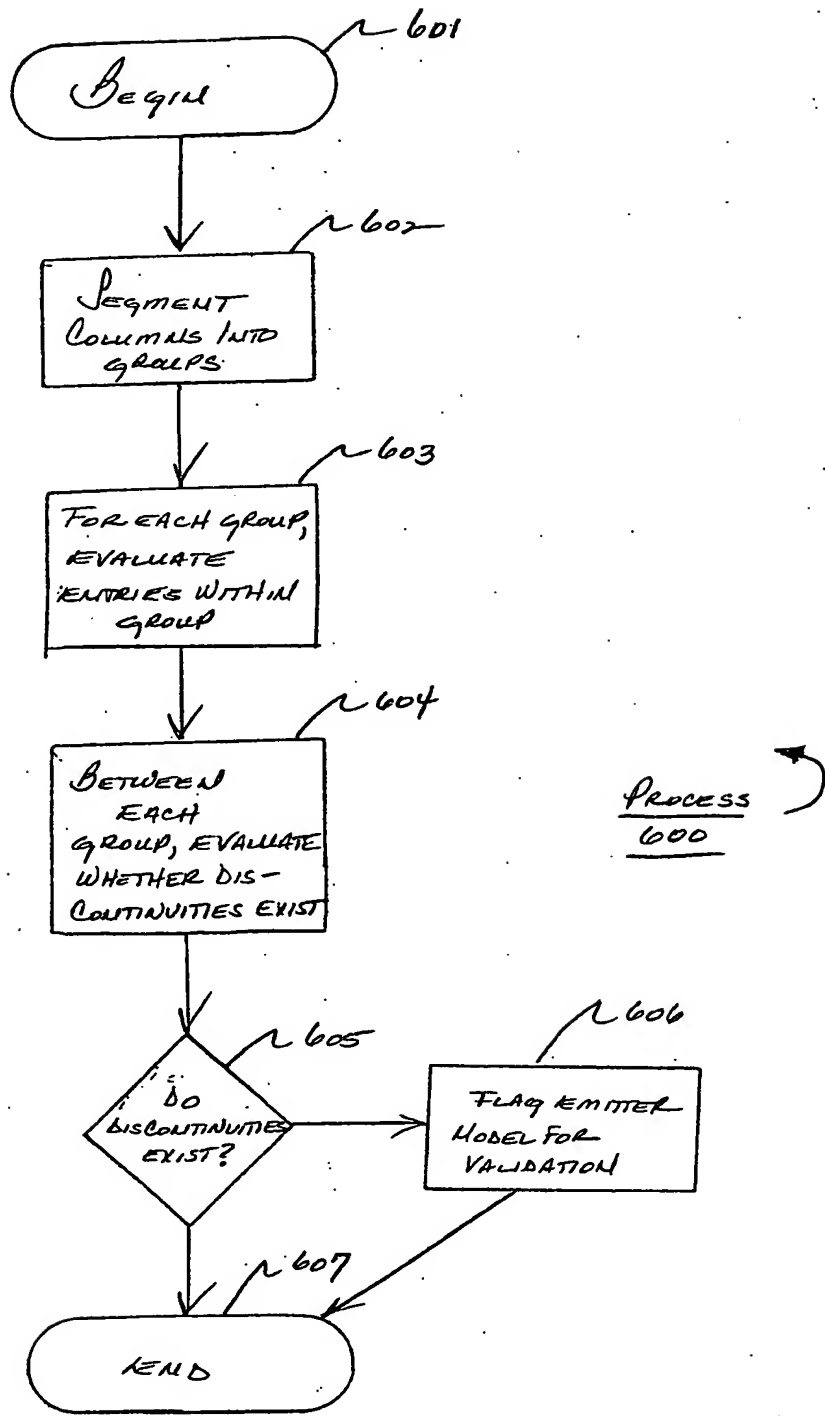 601
BEGIN
602
SEGMENT
COLUMNS INTO
GROUPS.
603
FOR EACH GROUP,
EVALUATE
ENTRIES WITHIN
GROUP
604
BETWEEN
EACH
GROUP, EVALUATE
WHETHER DIS-
CONTINUITIES EXIST
PROCESS
600
605
DO
DISCONTINUITIES
EXIST?
606
FLAG EMITTER
MODEL FOR
VALIDATION
607
END